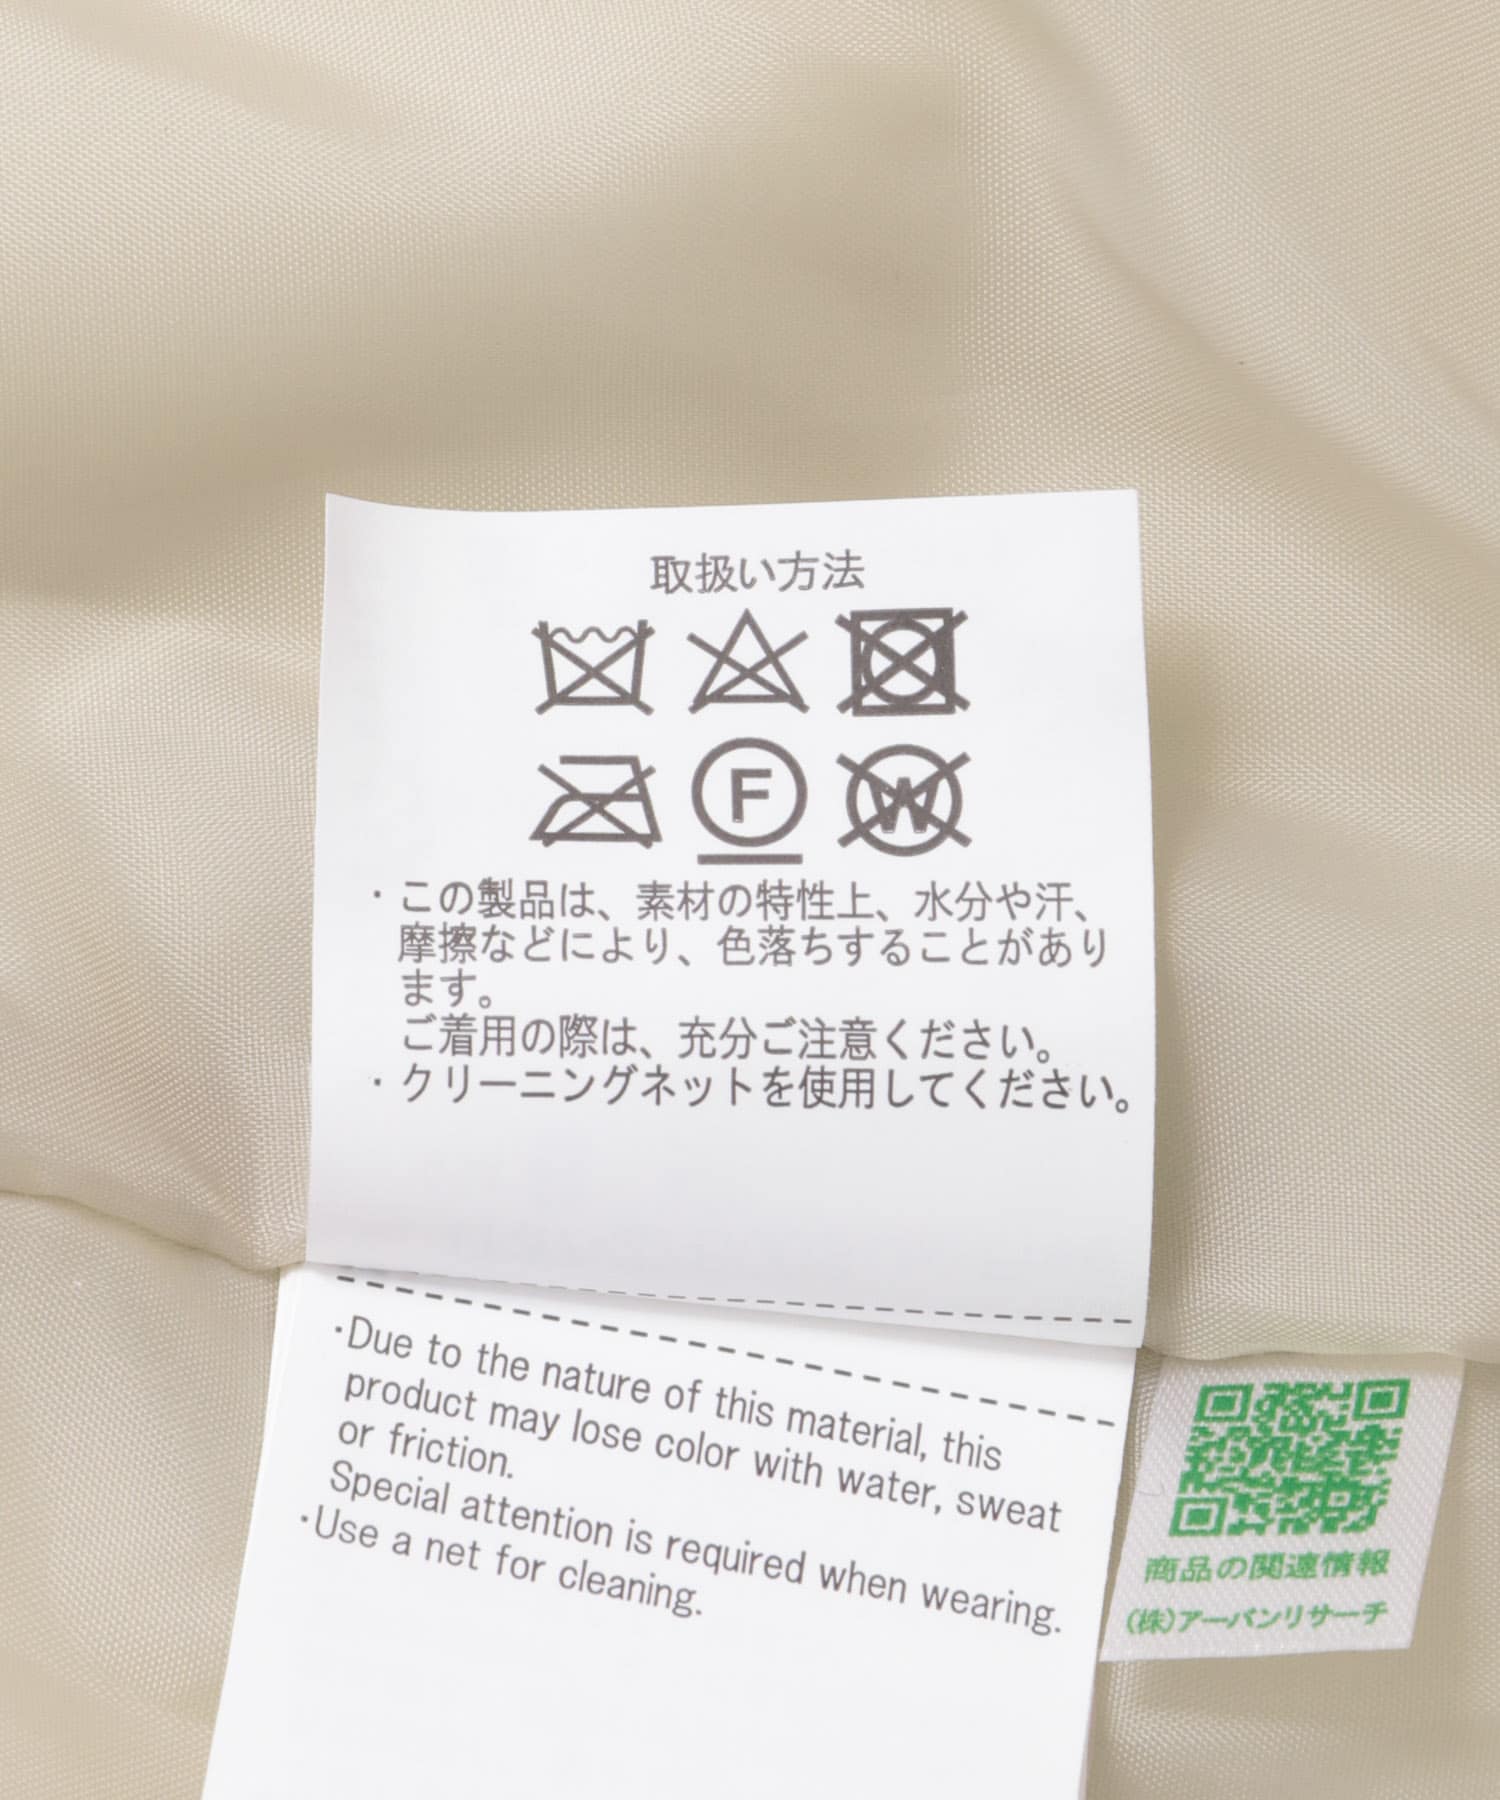 取扱い方法
F W
・この製品は、素材の特性上、水分や汗、
摩擦などにより、色落ちすることがあり
ます。
ご着用の際は、充分ご注意ください。
・クリーニングネットを使用してください。
・Due to the nature of this material, this
product may lose color with water, sweat
or friction.
Special attention is required when wearing.
・Use a net for cleaning.
商品の関連情報
(株)アーバンリサーチ